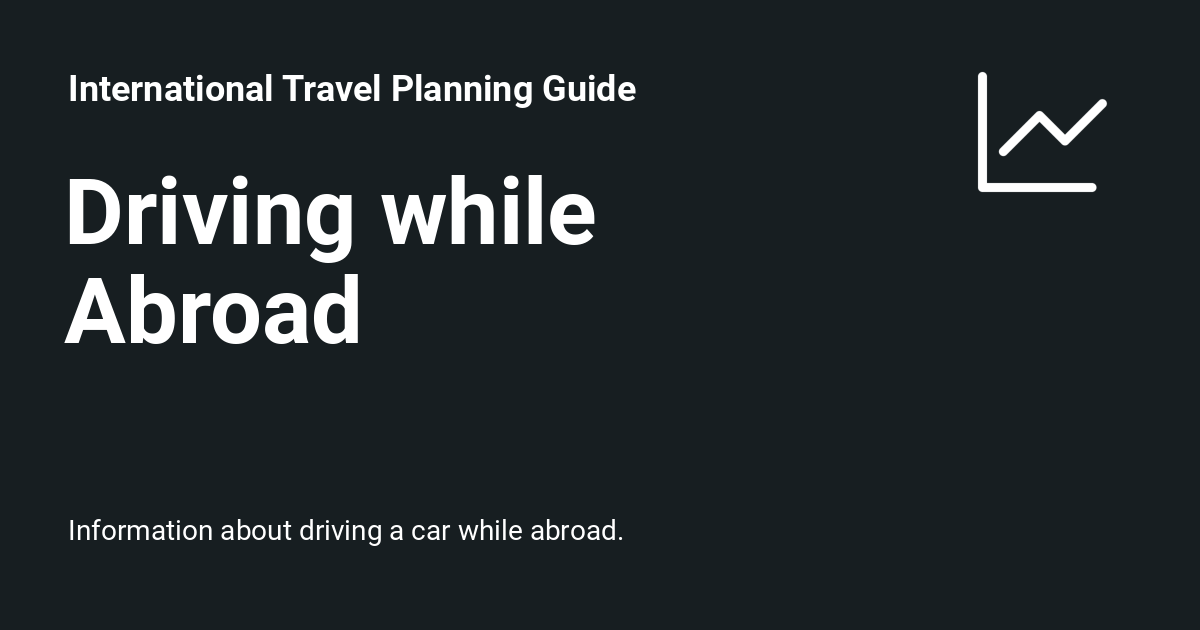 International Travel Planning Guide
Driving while
Abroad
Information about driving a car while abroad.